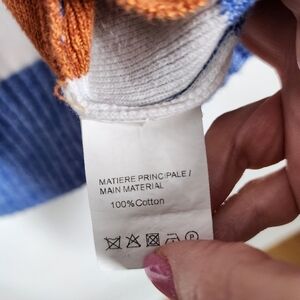 MATIERE PRINCIPALE /
MAIN MATERIAL
100%Cotton
P